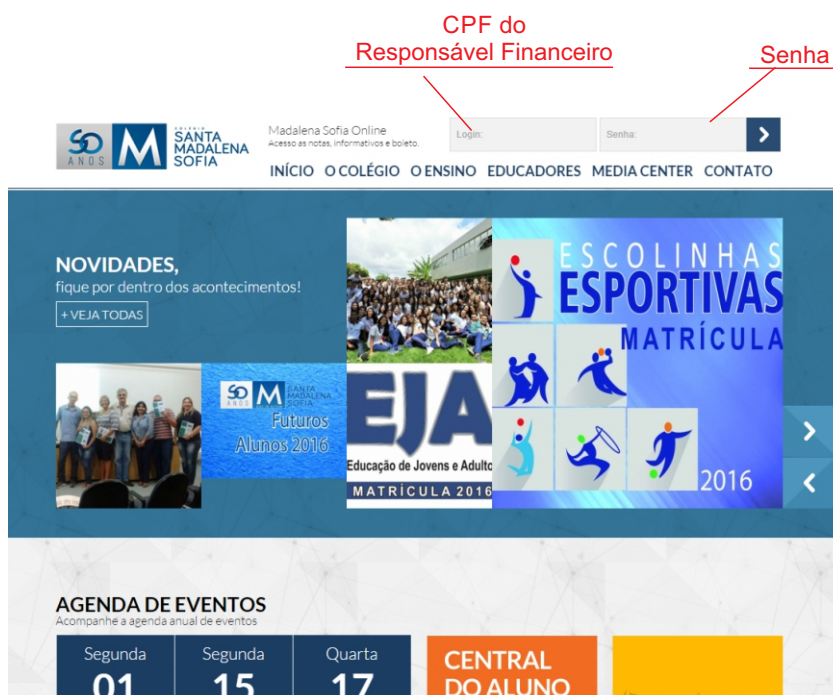 CPF do
Responsável Financeiro
Senha
COLÉGIO
50 ANOS
M
SANTA
MADALENA
SOFIA
Madalena Sofia Online
Acesso as notas, informativos e boleto.
Login:
Senha:
INÍCIO O COLÉGIO O ENSINO EDUCADORES MEDIA CENTER CONTATO
NOVIDADES,
fique por dentro dos acontecimentos!
+ VEJA TODAS
50 ANOS
M
SANTA
MADALENA
SOFIA
Futuros
Alunos 2016
EJA
Educação de Jovens e Adulto
MATRÍCULA 2016
ESCOLINHAS
ESPORTIVAS
MATRÍCULA
2016
AGENDA DE EVENTOS
Acompanhe a agenda anual de eventos
Segunda
01
Segunda
15
Quarta
17
CENTRAL
DO ALUNO